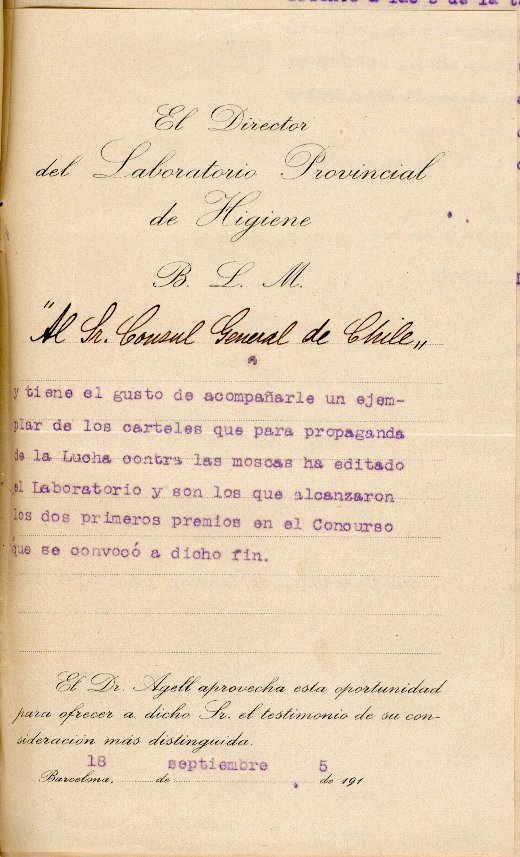 El Director
del Laboratorio Provincial
de Higiene
B. L. M.
"Al Sr. Consul General de Chile„
y tiene el gusto de acompañarle un ejem-
plar de los carteles que para propaganda
de la Lucha contra las moscas ha editado
el Laboratorio y son los que alcanzaron
los dos primeros premios en el Concurso
que se convocó a dicho fin.
El Dr. Agell aprovecha esta oportunidad
para ofrecer a dicho Sr. el testimonio de su con-
sideración más distinguida.
Barcelona, 18 de septiembre de 1915